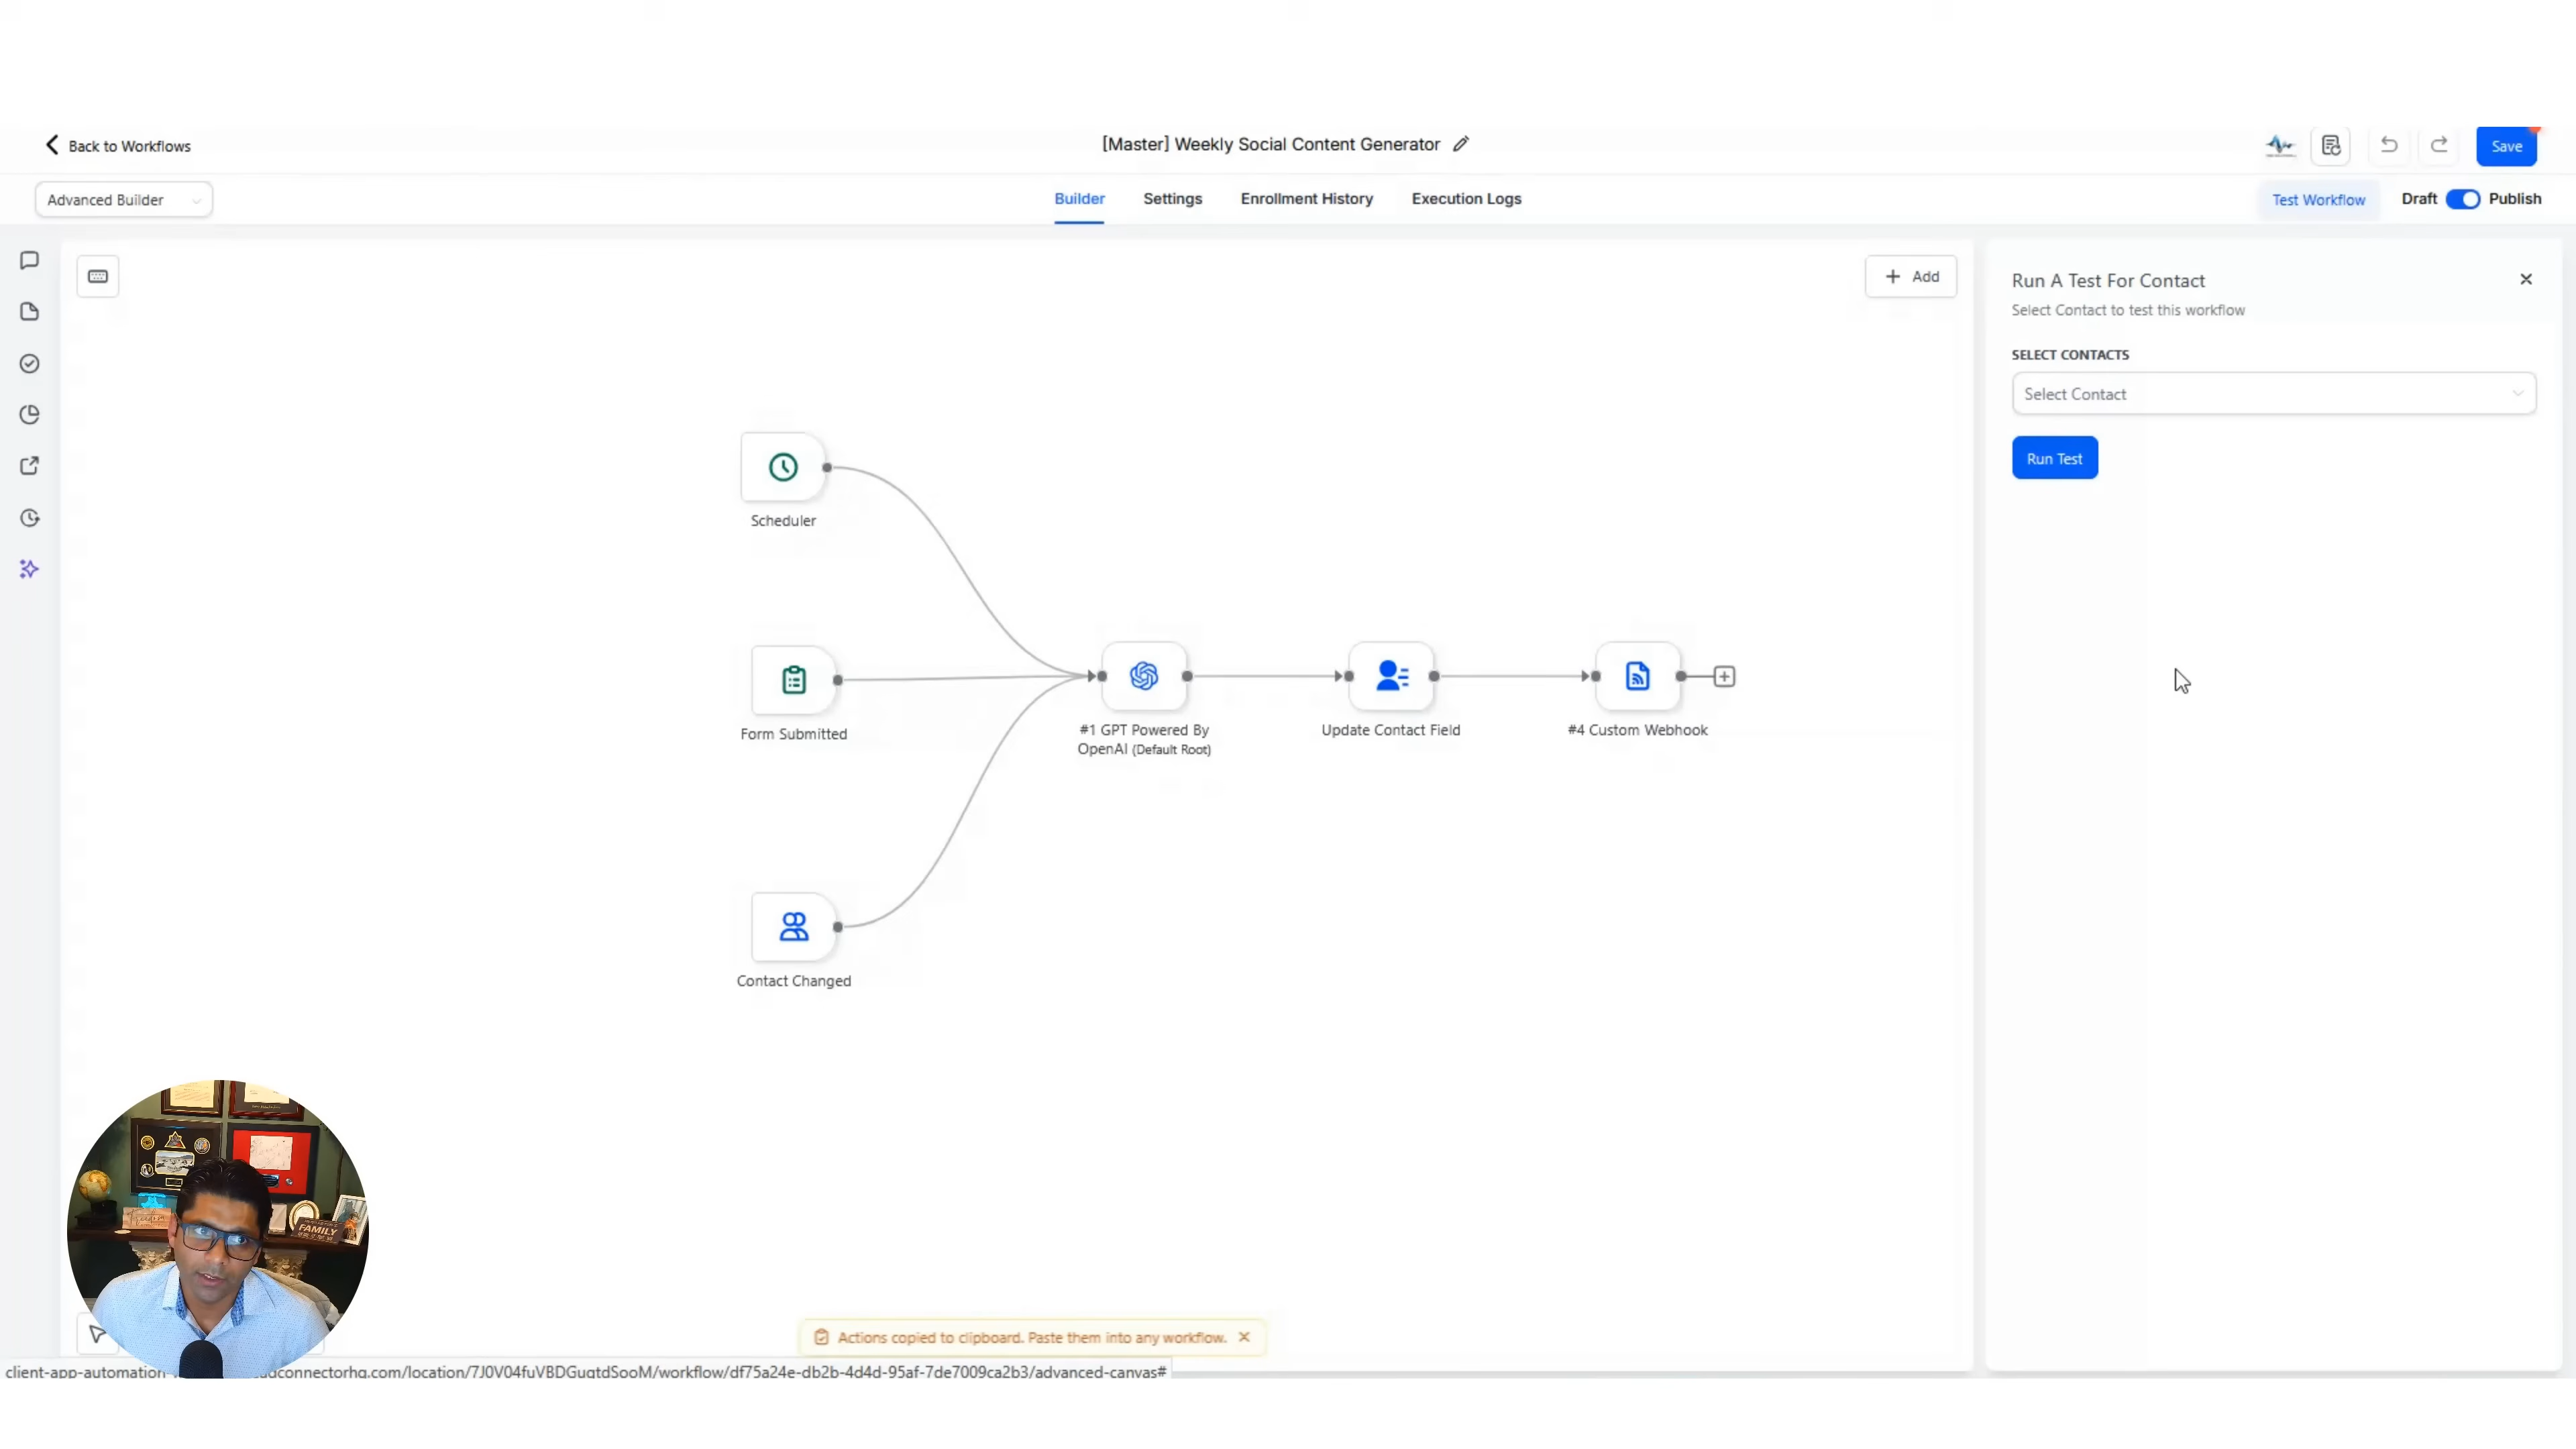 Back to Workflows
[Master] Weekly Social Content Generator
Save
Advanced Builder
Builder
Settings
Enrollment History
Execution Logs
Test Workflow
Draft
Publish
Add
Run A Test For Contact
Select Contact to test this workflow
SELECT CONTACTS
Select Contact
Run Test
Scheduler
Form Submitted
#1 GPT Powered By
OpenAI (Default Root)
Update Contact Field
#4 Custom Webhook
Contact Changed
FAMILY
Actions copied to clipboard. Paste them into any workflow.
client-app-automation-
dconnectorhq.com/location/7J0V04fuVBDGuqtdSooM/workflow/df75a24e-db2b-4d4d-95af-7de7009ca2b3/advanced-canvas#